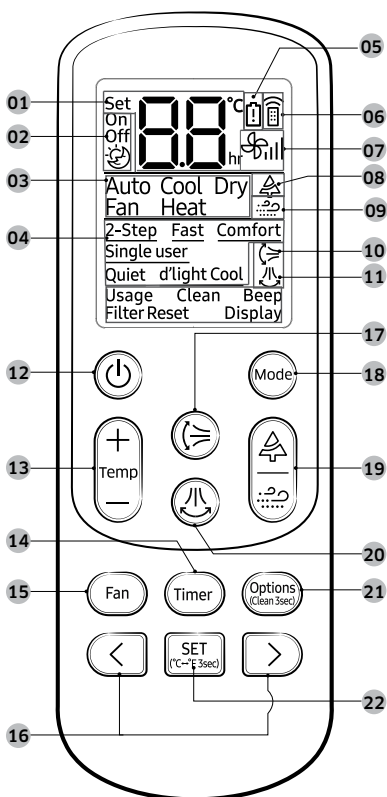 05
01
Set
88
°C
06
On
02
Off
hr
07
03
Auto Cool Dry
08
Fan Heat
09
04
2-Step Fast Comfort
Single user
10
Quiet d'light Cool
11
Usage Clean Beep
Filter Reset Display
17
12
Mode
18
+
13
Temp
19
—
14
20
15
Fan
Timer
Options
(Clean 3sec)
21
<
SET
(°C↔°F 3sec)
>
22
16